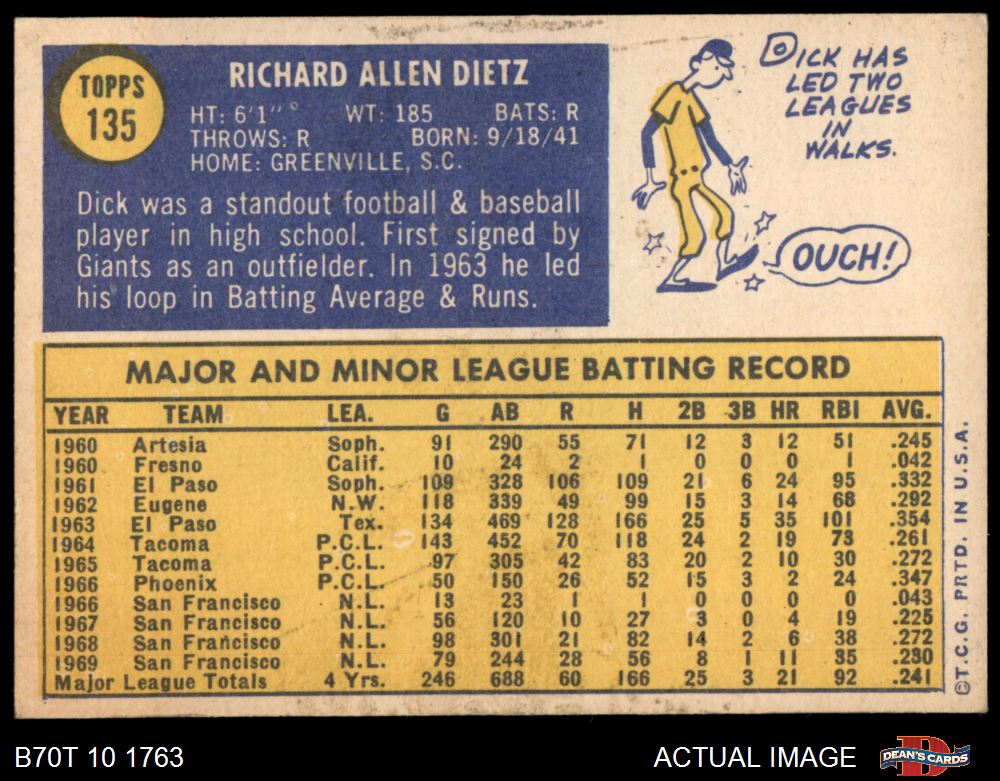 TOPPS
135
RICHARD ALLEN DIETZ
HT: 6'1" WT: 185 BATS: R
THROWS: R BORN: 9/18/41
HOME: GREENVILLE, S.C.
Dick was a standout football & baseball
player in high school. First signed by
Giants as an outfielder. In 1963 he led
his loop in Batting Average & Runs.
DICK HAS
LED TWO
LEAGUES
IN
WALKS.
OUCH!
MAJOR AND MINOR LEAGUE BATTING RECORD
YEAR TEAM LEA. G AB R H 2B 3B HR RBI AVG.
1960 Artesia Soph. 91 290 55 71 12 3 12 51 .245
1960 Fresno Calif. 10 24 2 1 0 0 0 1 .042
1961 El Paso Soph. 109 328 106 109 21 6 24 95 .332
1962 Eugene N.W. 118 339 49 99 15 3 14 68 .292
1963 El Paso Tex. 134 469 128 166 25 5 35 101 .354
1964 Tacoma P.C.L. 143 452 70 118 24 2 19 73 .261
1965 Tacoma P.C.L. 97 305 42 83 20 2 10 30 .272
1966 Phoenix P.C.L. 50 150 26 52 15 3 2 24 .347
1966 San Francisco N.L. 13 23 1 1 0 0 0 0 .043
1967 San Francisco N.L. 56 120 10 27 3 0 4 19 .225
1968 San Francisco N.L. 98 301 21 82 14 2 6 38 .272
1969 San Francisco N.L. 79 244 28 56 8 1 11 35 .230
Major League Totals 4 Yrs. 246 688 60 166 25 3 21 92 .241
©T.C.G. PRTD. IN U.S.A.
B70T 10 1763
ACTUAL IMAGE
DEAN'S CARDS